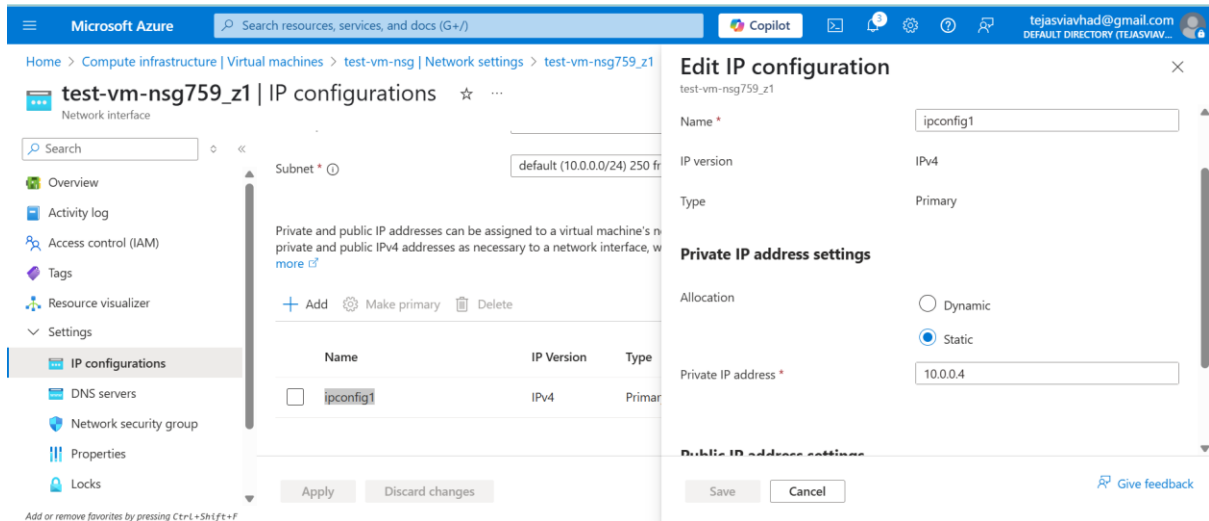 Microsoft Azure
Search resources, services, and docs (G+/)
Copilot
3
tejasviavhad@gmail.com
DEFAULT DIRECTORY (TEJASVIAV...
Home > Compute infrastructure | Virtual machines > test-vm-nsg | Network settings > test-vm-nsg759_z1
test-vm-nsg759_z1 | IP configurations
Network interface
Search
Overview
Activity log
Access control (IAM)
Tags
Resource visualizer
Settings
IP configurations
DNS servers
Network security group
Properties
Locks
Add or remove favorites by pressing Ctrl+Shift+F
Subnet *
default (10.0.0.0/24) 250 fr
Private and public IP addresses can be assigned to a virtual machine's n
private and public IPv4 addresses as necessary to a network interface, w
more
Add Make primary Delete
Name IP Version Type
ipconfig1 IPv4 Primar
Apply Discard changes
Edit IP configuration
test-vm-nsg759_z1
Name * ipconfig1
IP version IPv4
Type Primary
Private IP address settings
Allocation Dynamic
Static
Private IP address * 10.0.0.4
Public IP address settings
Save Cancel
Give feedback